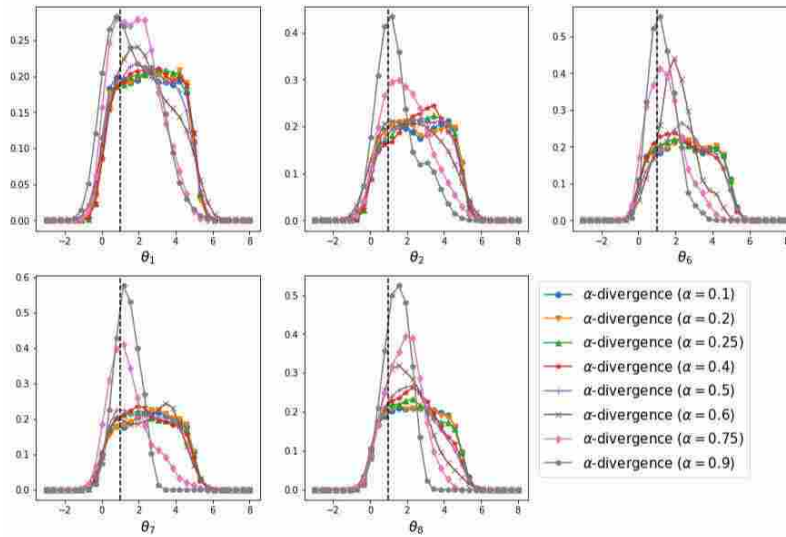 0.25
0.20
0.15
0.10
0.05
0.00
-2 0 2 4 6 8
θ1
0.4
0.3
0.2
0.1
0.0
-2 0 2 4 6 8
θ2
0.5
0.4
0.3
0.2
0.1
0.0
-2 0 2 4 6 8
θ6
0.6
0.5
0.4
0.3
0.2
0.1
0.0
-2 0 2 4 6 8
θ7
0.5
0.4
0.3
0.2
0.1
0.0
-2 0 2 4 6 8
θ8
α-divergence (α = 0.1)
α-divergence (α = 0.2)
α-divergence (α = 0.25)
α-divergence (α = 0.4)
α-divergence (α = 0.5)
α-divergence (α = 0.6)
α-divergence (α = 0.75)
α-divergence (α = 0.9)